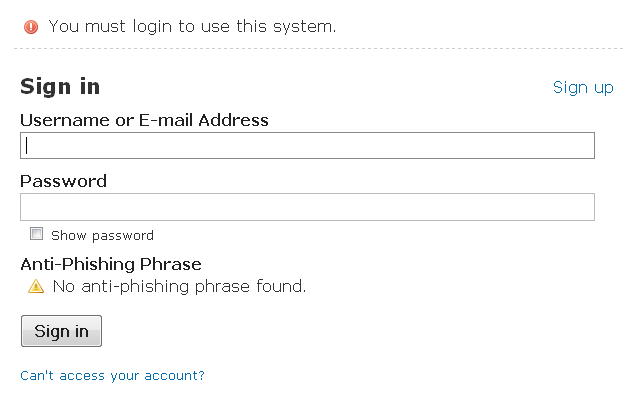 You must login to use this system.
Sign in
Sign up
Username or E-mail Address
Password
Show password
Anti-Phishing Phrase
No anti-phishing phrase found.
Sign in
Can't access your account?